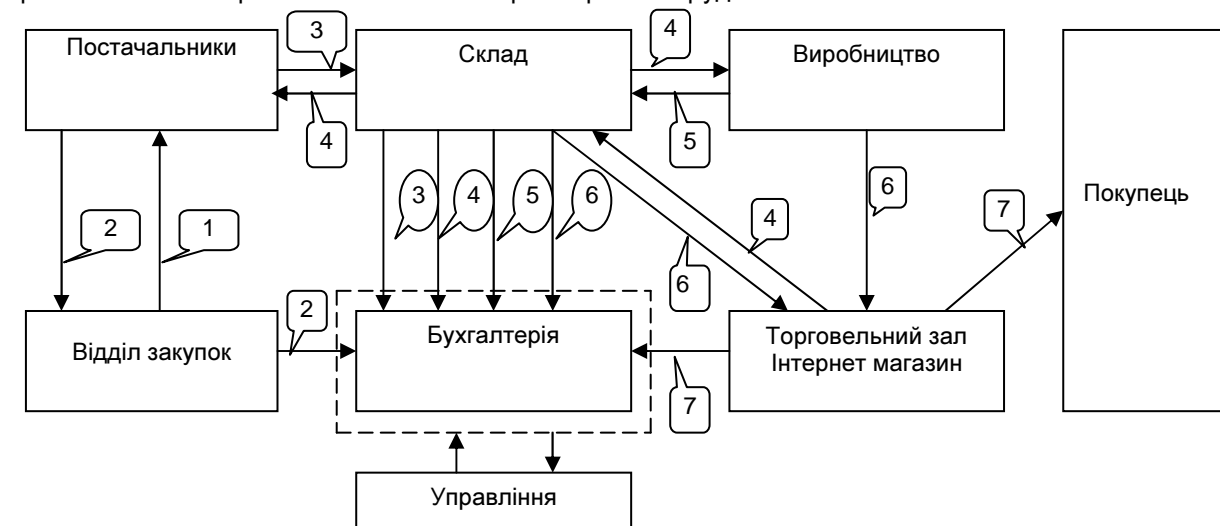 3
4
Постачальники
Склад
Виробництво
4
5
6
3
4
5
6
Покупець
2
1
4
7
6
2
Відділ закупок
Бухгалтерія
Торговельний зал
Інтернет магазин
7
Управління